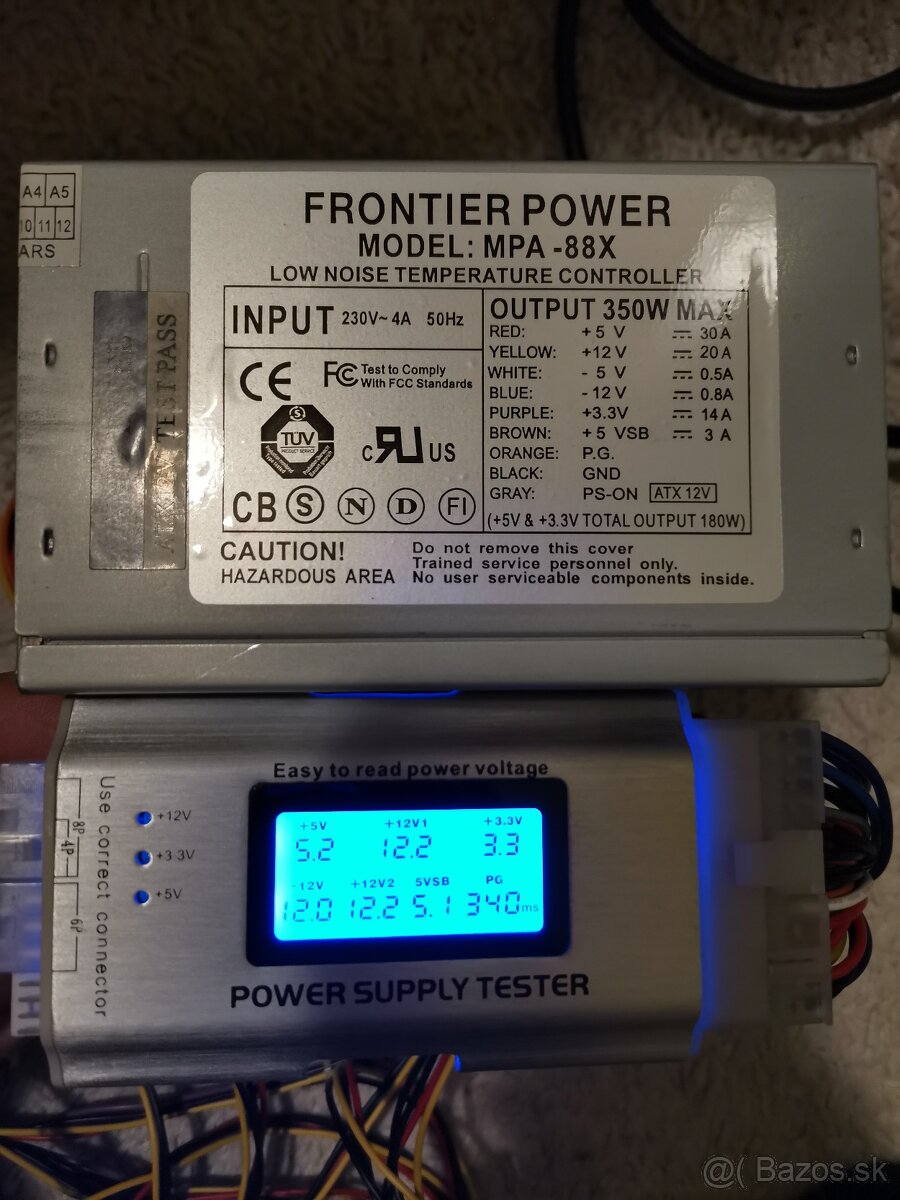 A4 A5
10 11 12
ARS
TEST PASS
FRONTIER POWER
MODEL: MPA -88X
LOW NOISE TEMPERATURE CONTROLLER
INPUT 230V~ 4A 50Hz
CE FC Test to Comply
With FCC Standards
S
TÜV
PRODUCT SERVICE
c RU US
CB S N D FI
OUTPUT 350W MAX
RED: +5 V ⎓ 30 A
YELLOW: +12 V ⎓ 20 A
WHITE: - 5 V ⎓ 0.5A
BLUE: - 12 V ⎓ 0.8A
PURPLE: +3.3V ⎓ 14 A
BROWN: +5 VSB ⎓ 3 A
ORANGE: P.G.
BLACK: GND
GRAY: PS-ON ATX 12V
(+5V & +3.3V TOTAL OUTPUT 180W)
CAUTION!
HAZARDOUS AREA
Do not remove this cover
Trained service personnel only.
No user serviceable components inside.
Easy to read power voltage
Use correct connector
8P
4P
6P
+12V
+3.3V
+5V
+5V +12V1 +3.3V
5.2 12.2 3.3
-12V +12V2 5VSB PG
12.0 12.2 5.1 340ms
POWER SUPPLY TESTER
@( Bazos.sk